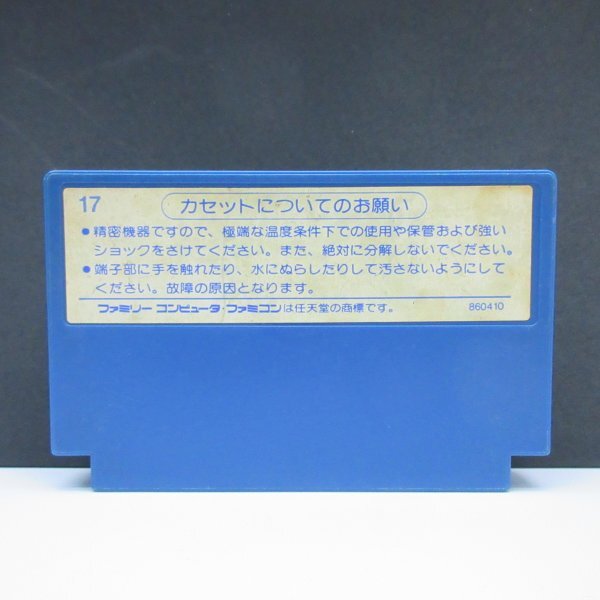 17
カセットについてのお願い
●精密機器ですので、極端な温度条件下での使用や保管および強い
ショックをさけてください。また、絶対に分解しないでください。
●端子部に手を触れたり、水にぬらしたりして汚さないようにして
ください。故障の原因となります。
ファミリー コンピュータ・ファミコンは任天堂の商標です。 860410